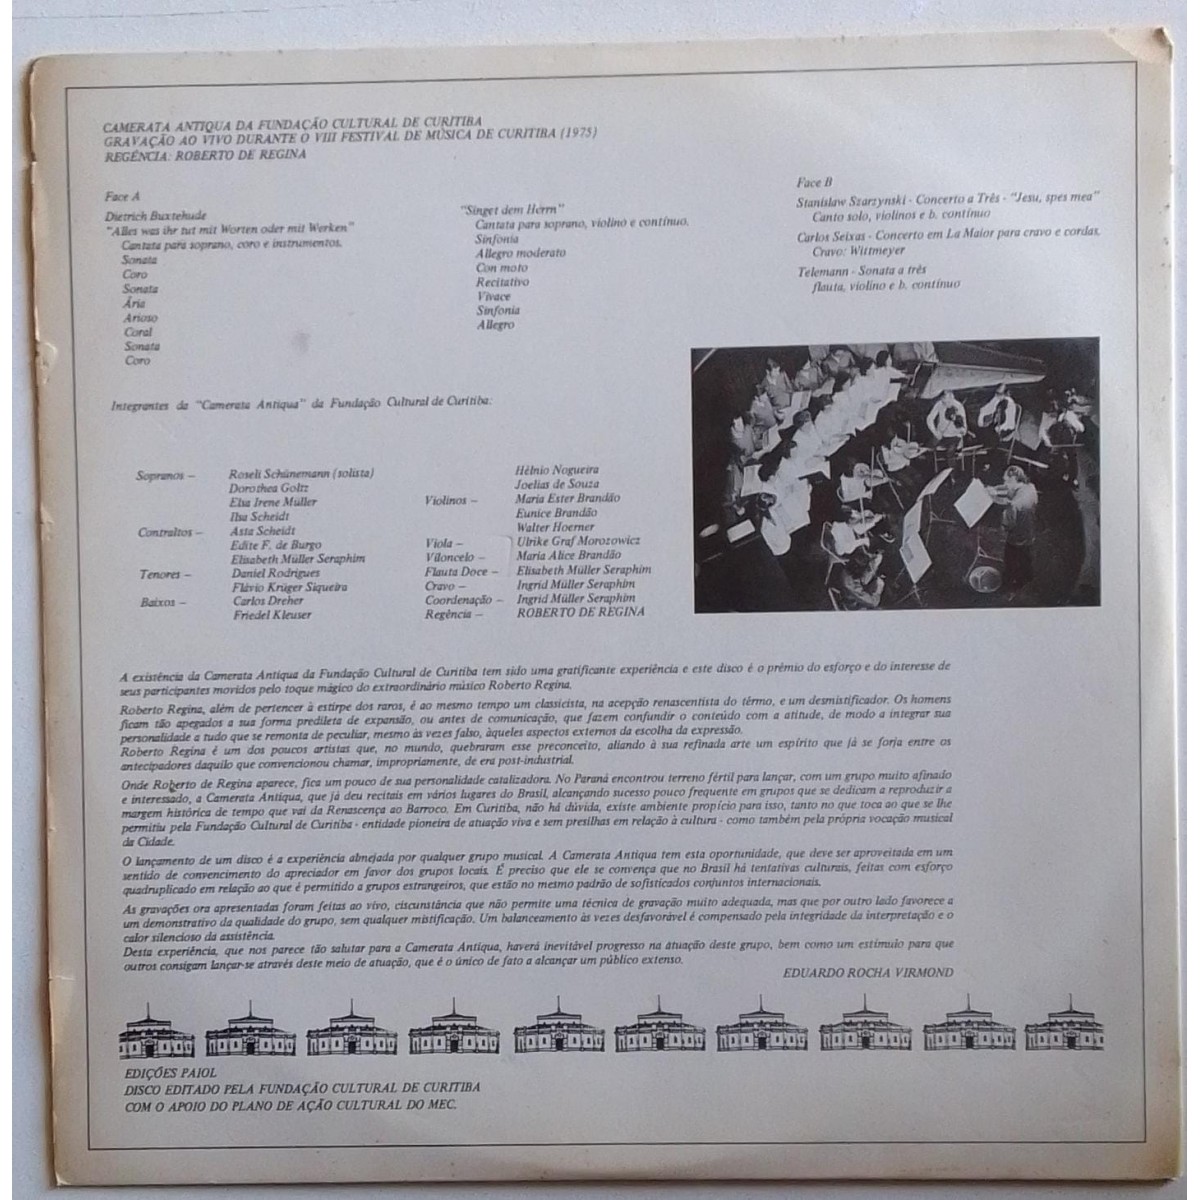 CAMERATA ANTIQUA DA FUNDAÇÃO CULTURAL DE CURITIBA
GRAVAÇÃO AO VIVO DURANTE O VIII FESTIVAL DE MÚSICA DE CURITIBA (1975)
REGÊNCIA: ROBERTO DE REGINA
Face A
Dietrich Buxtehude
"Alles was ihr tut mit Worten oder mit Werken"
Cantata para soprano, coro e instrumentos.
Sonata
Coro
Sonata
Ária
Arioso
Coral
Sonata
Coro
"Singet dem Herrn"
Cantata para soprano, violino e contínuo.
Sinfonia
Allegro moderato
Con moto
Recitativo
Vivace
Sinfonia
Allegro
Face B
Stanislaw Szarzynski - Concerto a Três - "Jesu, spes mea"
Canto solo, violinos e b. contínuo
Carlos Seixas - Concerto em La Maior para cravo e cordas.
Cravo: Wittmeyer
Telemann - Sonata a três
flauta, violino e b. contínuo
Integrantes da "Camerata Antiqua" da Fundação Cultural de Curitiba:
Sopranos — Roseli Schünemann (solista)
Dorothea Goltz
Elsa Irene Müller
Ilsa Scheidt
Contraltos — Asta Scheidt
Edite F. de Burgo
Elisabeth Müller Seraphim
Tenores — Daniel Rodrigues
Flávio Krüger Siqueira
Baixos — Carlos Dreher
Friedel Kleuser
Hélnio Nogueira
Joelias de Souza
Violinos — Maria Ester Brandão
Eunice Brandão
Walter Hoerner
Viola — Ulrike Graf Morozowicz
Viloncelo — Maria Alice Brandão
Flauta Doce — Elisabeth Müller Seraphim
Cravo — Ingrid Müller Seraphim
Coordenação — Ingrid Müller Seraphim
Regência — ROBERTO DE REGINA
A existência da Camerata Antiqua da Fundação Cultural de Curitiba tem sido uma gratificante experiência e este disco é o prêmio do esforço e do interesse de
seus participantes movidos pelo toque mágico do extraordinário músico Roberto Regina.
Roberto Regina, além de pertencer à estirpe dos raros, é ao mesmo tempo um classicista, na acepção renascentista do têrmo, e um desmistificador. Os homens
ficam tão apegados a sua forma predileta de expansão, ou antes de comunicação, que fazem confundir o conteúdo com a atitude, de modo a integrar sua
personalidade a tudo que se remonta de peculiar, mesmo às vezes falso, àqueles aspectos externos da escolha da expressão.
Roberto Regina é um dos poucos artistas que, no mundo, quebraram esse preconceito, aliando à sua refinada arte um espírito que já se forja entre os
antecipadores daquilo que convencionou chamar, impropriamente, de era post-industrial.
Onde Roberto de Regina aparece, fica um pouco de sua personalidade catalizadora. No Paraná encontrou terreno fértil para lançar, com um grupo muito afinado
e interessado, a Camerata Antiqua, que já deu recitais em vários lugares do Brasil, alcançando sucesso pouco frequente em grupos que se dedicam a reproduzir a
margem histórica de tempo que vai da Renascença ao Barroco. Em Curitiba, não há dúvida, existe ambiente propício para isso, tanto no que toca ao que se lhe
permitiu pela Fundação Cultural de Curitiba - entidade pioneira de atuação viva e sem presilhas em relação à cultura - como também pela própria vocação musical
da Cidade.
O lançamento de um disco é a experiência almejada por qualquer grupo musical. A Camerata Antiqua tem esta oportunidade, que deve ser aproveitada em um
sentido de convencimento do apreciador em favor dos grupos locais. É preciso que ele se convença que no Brasil há tentativas culturais, feitas com esforço
quadruplicado em relação ao que é permitido a grupos estrangeiros, que estão no mesmo padrão de sofisticados conjuntos internacionais.
As gravações ora apresentadas foram feitas ao vivo, ciscunstância que não permite uma técnica de gravação muito adequada, mas que por outro lado favorece a
um demonstrativo da qualidade do grupo, sem qualquer mistificação. Um balanceamento às vezes desfavorável é compensado pela integridade da interpretação e o
calor silencioso da assistência.
Desta experiência, que nos parece tão salutar para a Camerata Antiqua, haverá inevitável progresso na atuação deste grupo, bem como um estímulo para que
outros consigam lançar-se através deste meio de atuação, que é o único de fato a alcançar um público extenso.
EDUARDO ROCHA VIRMOND
EDIÇÕES PAIOL
DISCO EDITADO PELA FUNDAÇÃO CULTURAL DE CURITIBA
COM O APOIO DO PLANO DE AÇÃO CULTURAL DO MEC.